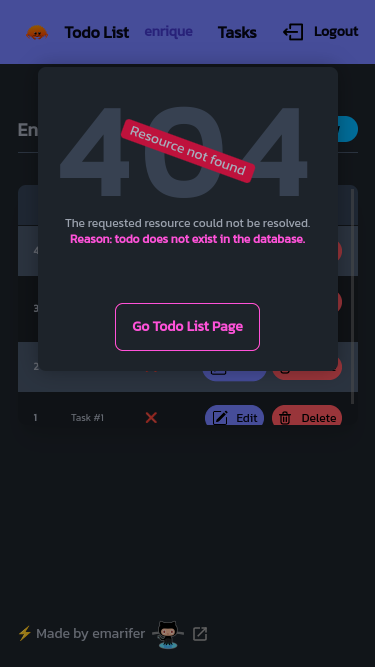 Todo List enrique Tasks Logout
En
404
Resource not found
The requested resource could not be resolved.
Reason: todo does not exist in the database.
4
3
Go Todo List Page
2
1 Task #1 Edit Delete
⚡ Made by emarifer